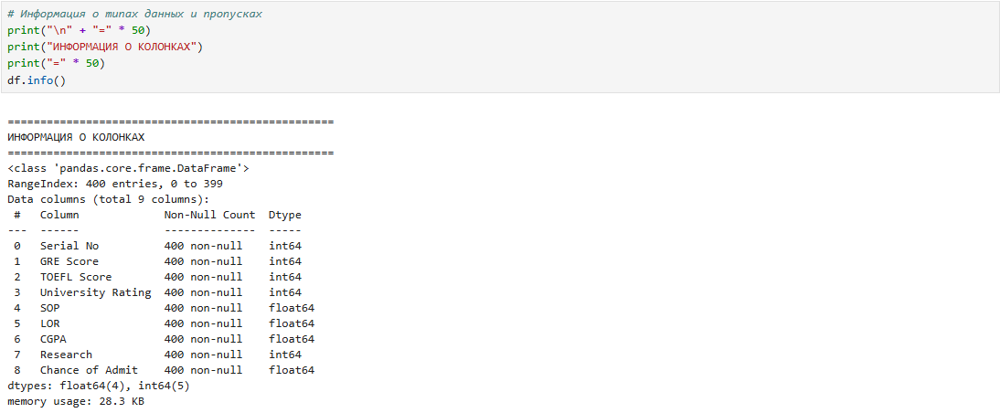 # Информация о типах данных и пропусках
print("\n" + "=" * 50)
print("ИНФОРМАЦИЯ О КОЛОНКАХ")
print("=" * 50)
df.info()
==================================================
ИНФОРМАЦИЯ О КОЛОНКАХ
==================================================
<class 'pandas.core.frame.DataFrame'>
RangeIndex: 400 entries, 0 to 399
Data columns (total 9 columns):
 #   Column             Non-Null Count  Dtype
---  ------             --------------  -----
 0   Serial No          400 non-null    int64
 1   GRE Score          400 non-null    int64
 2   TOEFL Score        400 non-null    int64
 3   University Rating  400 non-null    int64
 4   SOP                400 non-null    float64
 5   LOR                400 non-null    float64
 6   CGPA               400 non-null    float64
 7   Research           400 non-null    int64
 8   Chance of Admit    400 non-null    float64
dtypes: float64(4), int64(5)
memory usage: 28.3 KB